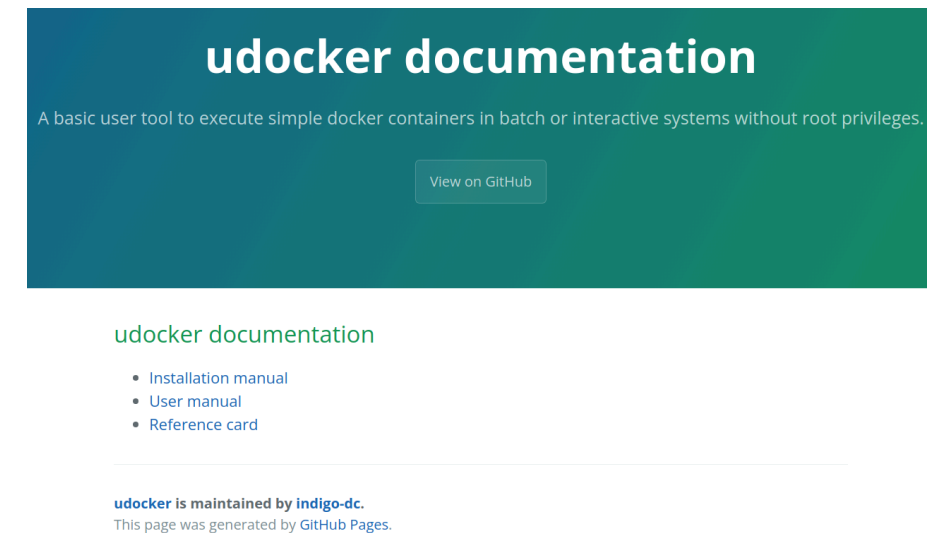 udocker documentation
A basic user tool to execute simple docker containers in batch or interactive systems without root privileges.
View on GitHub
udocker documentation
Installation manual
User manual
Reference card
udocker is maintained by indigo-dc.
This page was generated by GitHub Pages.